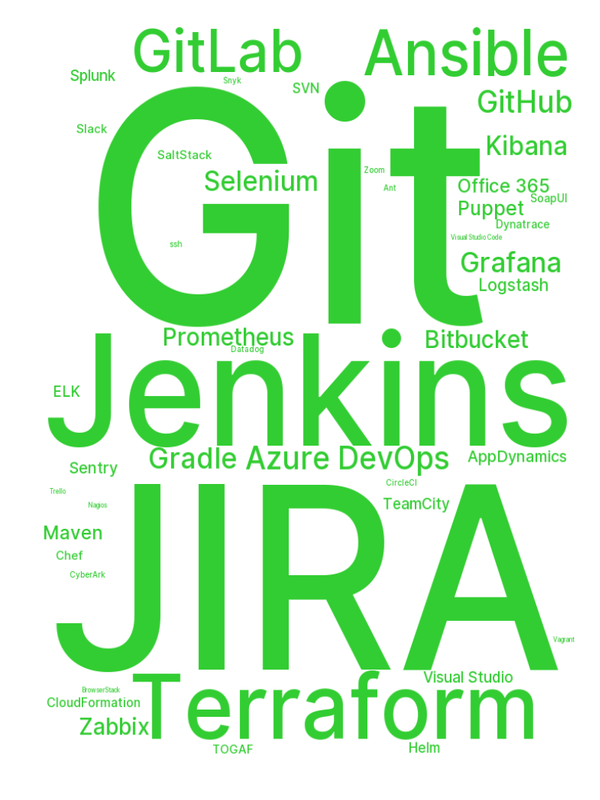 GitLab
Ansible
Splunk
Snyk
SVN
GitHub
Git
Slack
Kibana
SaltStack
Zoom
Selenium
Ant
Office 365
SoapUI
Puppet
Dynatrace
Visual Studio Code
ssh
Grafana
Logstash
Prometheus
Bitbucket
Datadog
Jenkins
ELK
Gradle
Azure DevOps
AppDynamics
Sentry
CircleCI
Trello
Nagos
TeamCity
JIRA
Maven
Chef
CyberArk
Vagrant
Terraform
Visual Studio
BrowserStack
CloudFormation
Zabbix
TOGAF
Helm